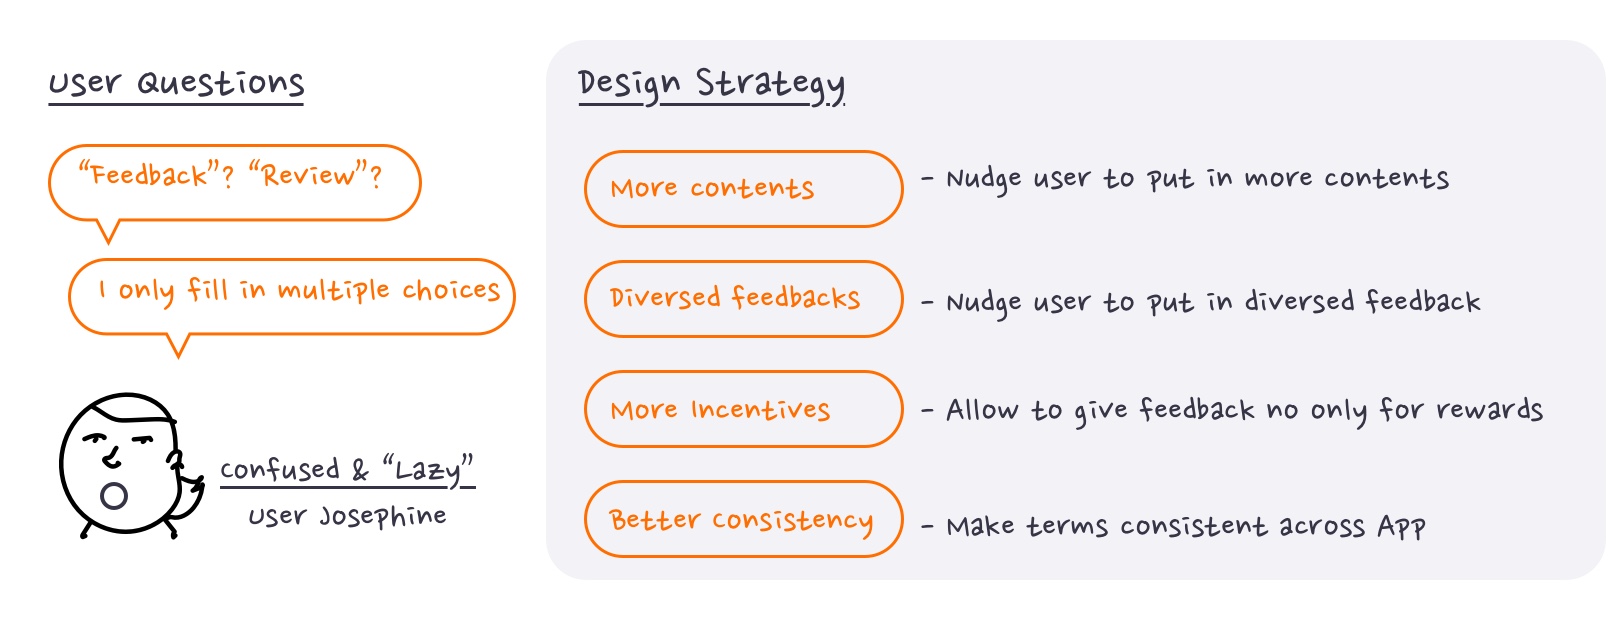 User Questions
“Feedback”? “Review”?
I only fill in multiple choices
confused & “Lazy”
User Josephine
Design Strategy
More contents
- Nudge user to put in more contents
Diversed feedbacks
- Nudge user to put in diversed feedback
More Incentives
- Allow to give feedback no only for rewards
Better consistency
- Make terms consistent across App